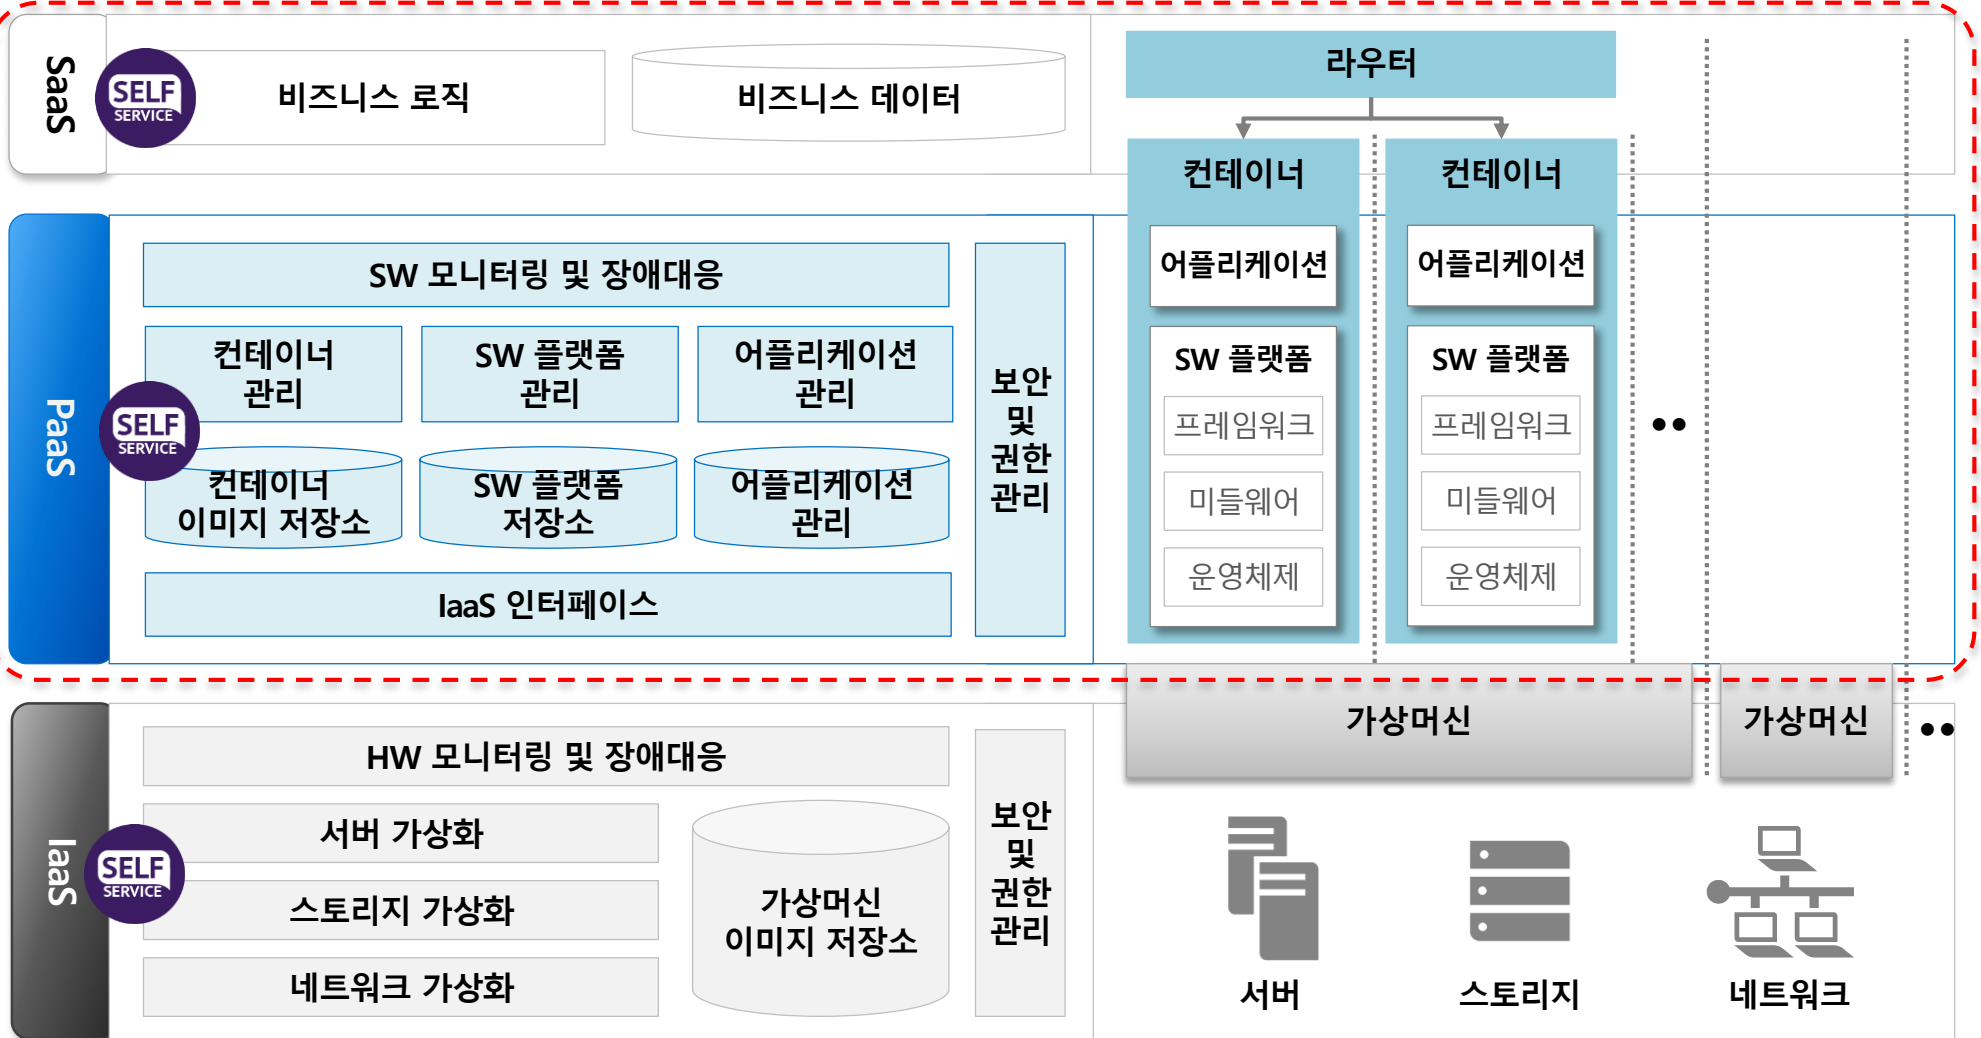 SaaS
SELF
SERVICE
비즈니스 로직
비즈니스 데이터
라우터
컨테이너
컨테이너
PaaS
SELF
SERVICE
SW 모니터링 및 장애대응
컨테이너
관리
SW 플랫폼
관리
어플리케이션
관리
컨테이너
이미지 저장소
SW 플랫폼
저장소
어플리케이션
관리
IaaS 인터페이스
보안
및
권한
관리
어플리케이션
SW 플랫폼
프레임워크
미들웨어
운영체제
어플리케이션
SW 플랫폼
프레임워크
미들웨어
운영체제
••
IaaS
SELF
SERVICE
HW 모니터링 및 장애대응
서버 가상화
스토리지 가상화
네트워크 가상화
가상머신
이미지 저장소
보안
및
권한
관리
가상머신
가상머신
••
서버
스토리지
네트워크